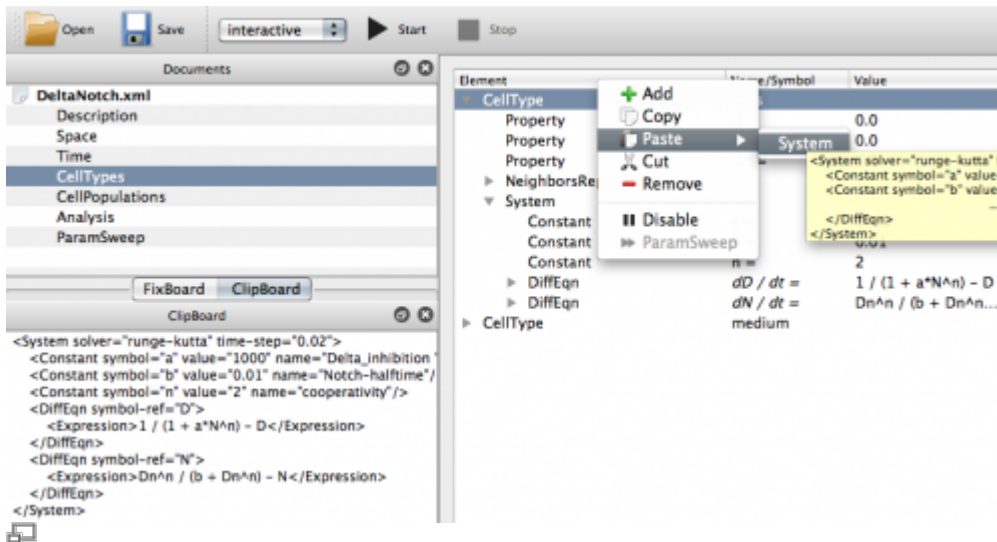 Open Save interactive Start Stop
Documents
DeltaNotch.xml
Description
Space
Time
CellTypes
CellPopulations
Analysis
ParamSweep
FixBoard ClipBoard
ClipBoard
<System solver="runge-kutta" time-step="0.02">
<Constant symbol="a" value="1000" name="Delta_inhibition
<Constant symbol="b" value="0.01" name="Notch-halftime"/
<Constant symbol="n" value="2" name="cooperativity"/>
<DiffEqn symbol-ref="D">
<Expression>1 / (1 + a*N^n) - D</Expression>
</DiffEqn>
<DiffEqn symbol-ref="N">
<Expression>Dn^n / (b + Dn^n) - N</Expression>
</DiffEqn>
</System>
Element Name/Symbol Value
CellType
Property 0.0
Property 0.0
Property
NeighborsRe
System
Constant
Constant 0.01
Constant n = 2
DiffEqn dD / dt = 1 / (1 + a*N^n) - D
DiffEqn dN / dt = Dn^n / (b + Dn^n...
CellType medium
Add
Copy
Paste
Cut
Remove
Disable
ParamSweep
System
<System solver="runge-kutta"
<Constant symbol="a" value
<Constant symbol="b" value
...
</DiffEqn>
</System>